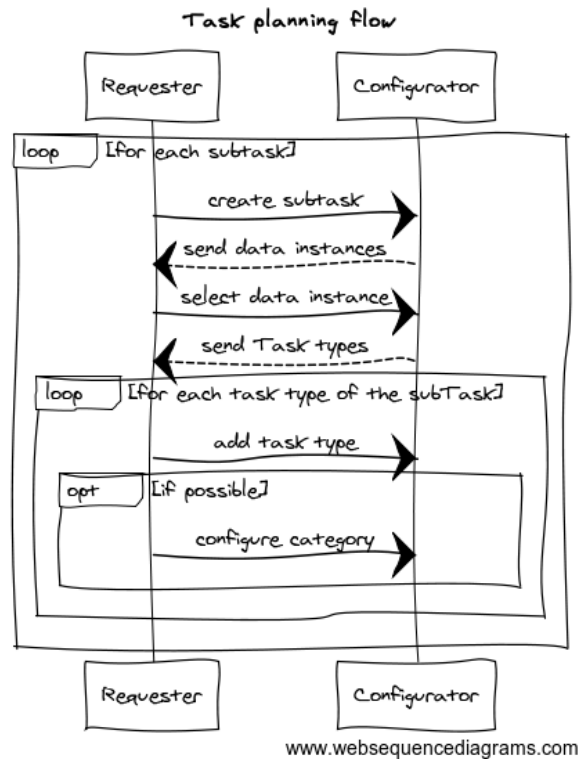 Task planning flow
Requester
Configurator
loop
[for each subtask]
create subtask
send data instances
select data instance
send Task types
loop
[for each task type of the subTask]
add task type
opt
[if possible]
configure category
Requester
Configurator
www.websequencediagrams.com